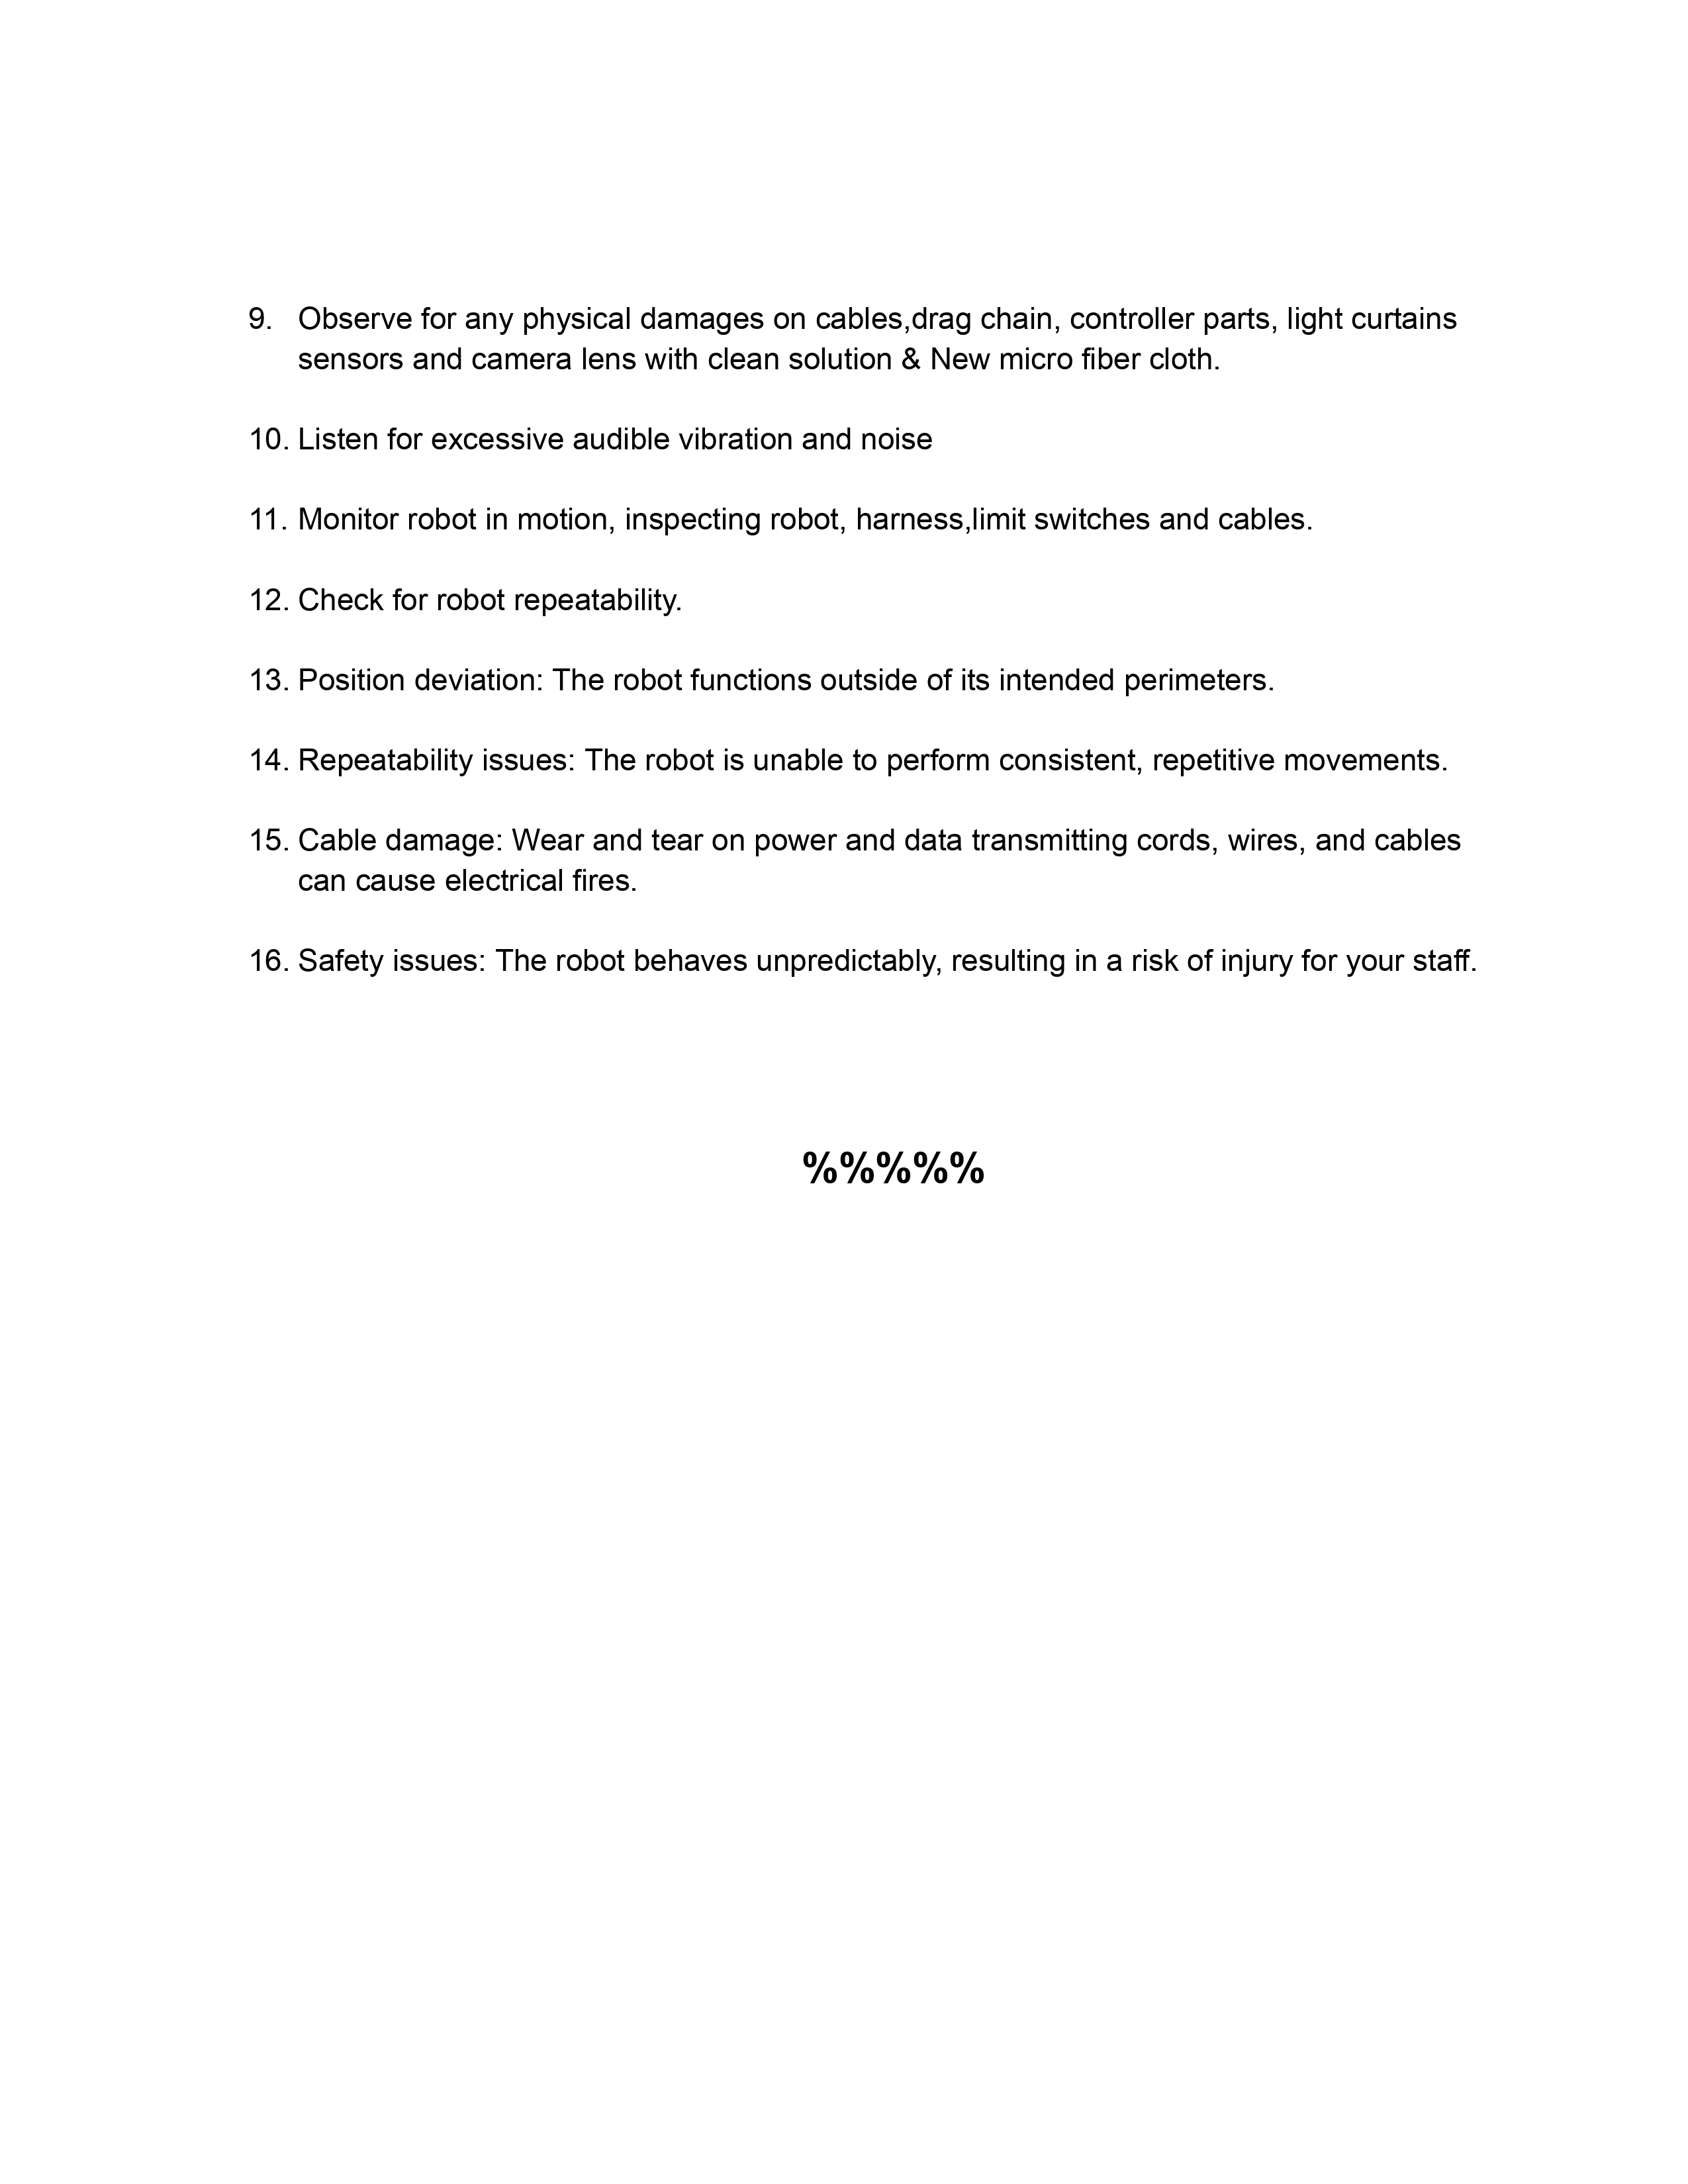 9. Observe for any physical damages on cables,drag chain, controller parts, light curtains
sensors and camera lens with clean solution & New micro fiber cloth.
10. Listen for excessive audible vibration and noise
11. Monitor robot in motion, inspecting robot, harness,limit switches and cables.
12. Check for robot repeatability.
13. Position deviation: The robot functions outside of its intended perimeters.
14. Repeatability issues: The robot is unable to perform consistent, repetitive movements.
15. Cable damage: Wear and tear on power and data transmitting cords, wires, and cables
can cause electrical fires.
16. Safety issues: The robot behaves unpredictably, resulting in a risk of injury for your staff.
%%%%%